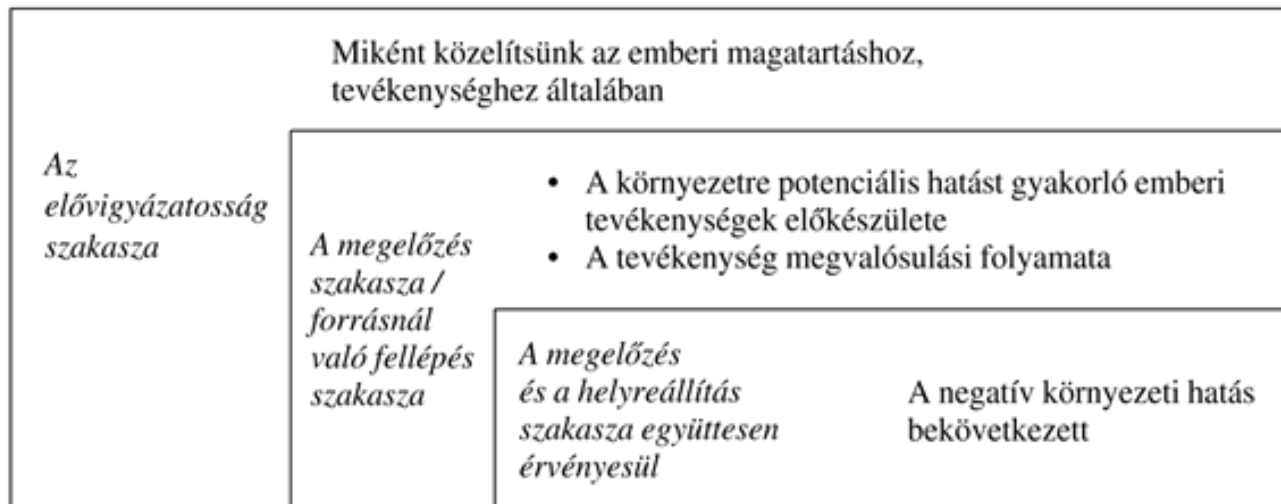 Miként közelítsünk az emberi magatartáshoz,
tevékenységhez általában
Az
elővigyázatosság
szakasza
• A környezetre potenciális hatást gyakorló emberi
tevékenységek előkészülete
• A tevékenység megvalósulási folyamata
A megelőzés
szakasza /
forrásnál
való fellépés
szakasza
A megelőzés
és a helyreállítás
szakasza együttesen
érvényesül
A negatív környezeti hatás
bekövetkezett